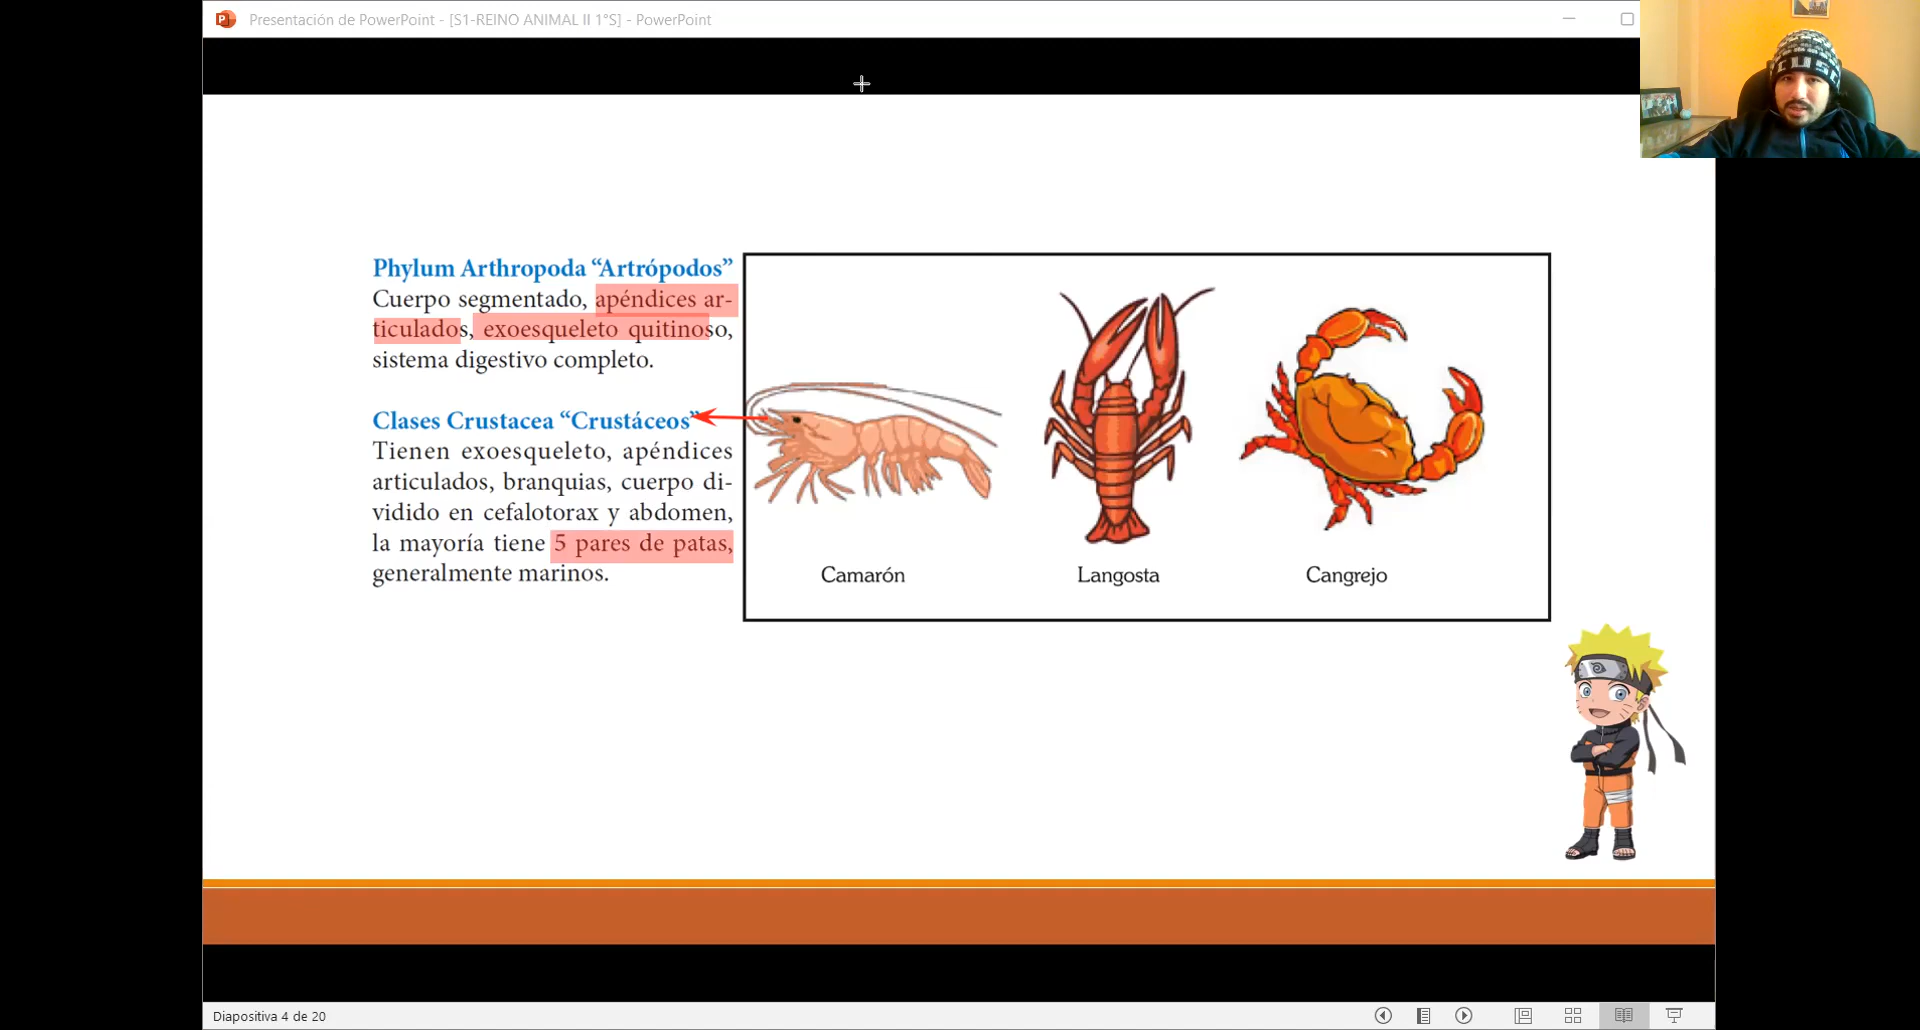 Presentación de PowerPoint - [S1-REINO ANIMAL II 1°S] - PowerPoint
CUS
Phylum Arthropoda “Artrópodos”
Cuerpo segmentado, apéndices ar-
ticulados, exoesqueleto quitinoso,
sistema digestivo completo.
Clases Crustacea “Crustáceos”
Tienen exoesqueleto, apéndices
articulados, branquias, cuerpo di-
vidido en cefalotorax y abdomen,
la mayoría tiene 5 pares de patas,
generalmente marinos.
Camarón Langosta Cangrejo
Diapositiva 4 de 20